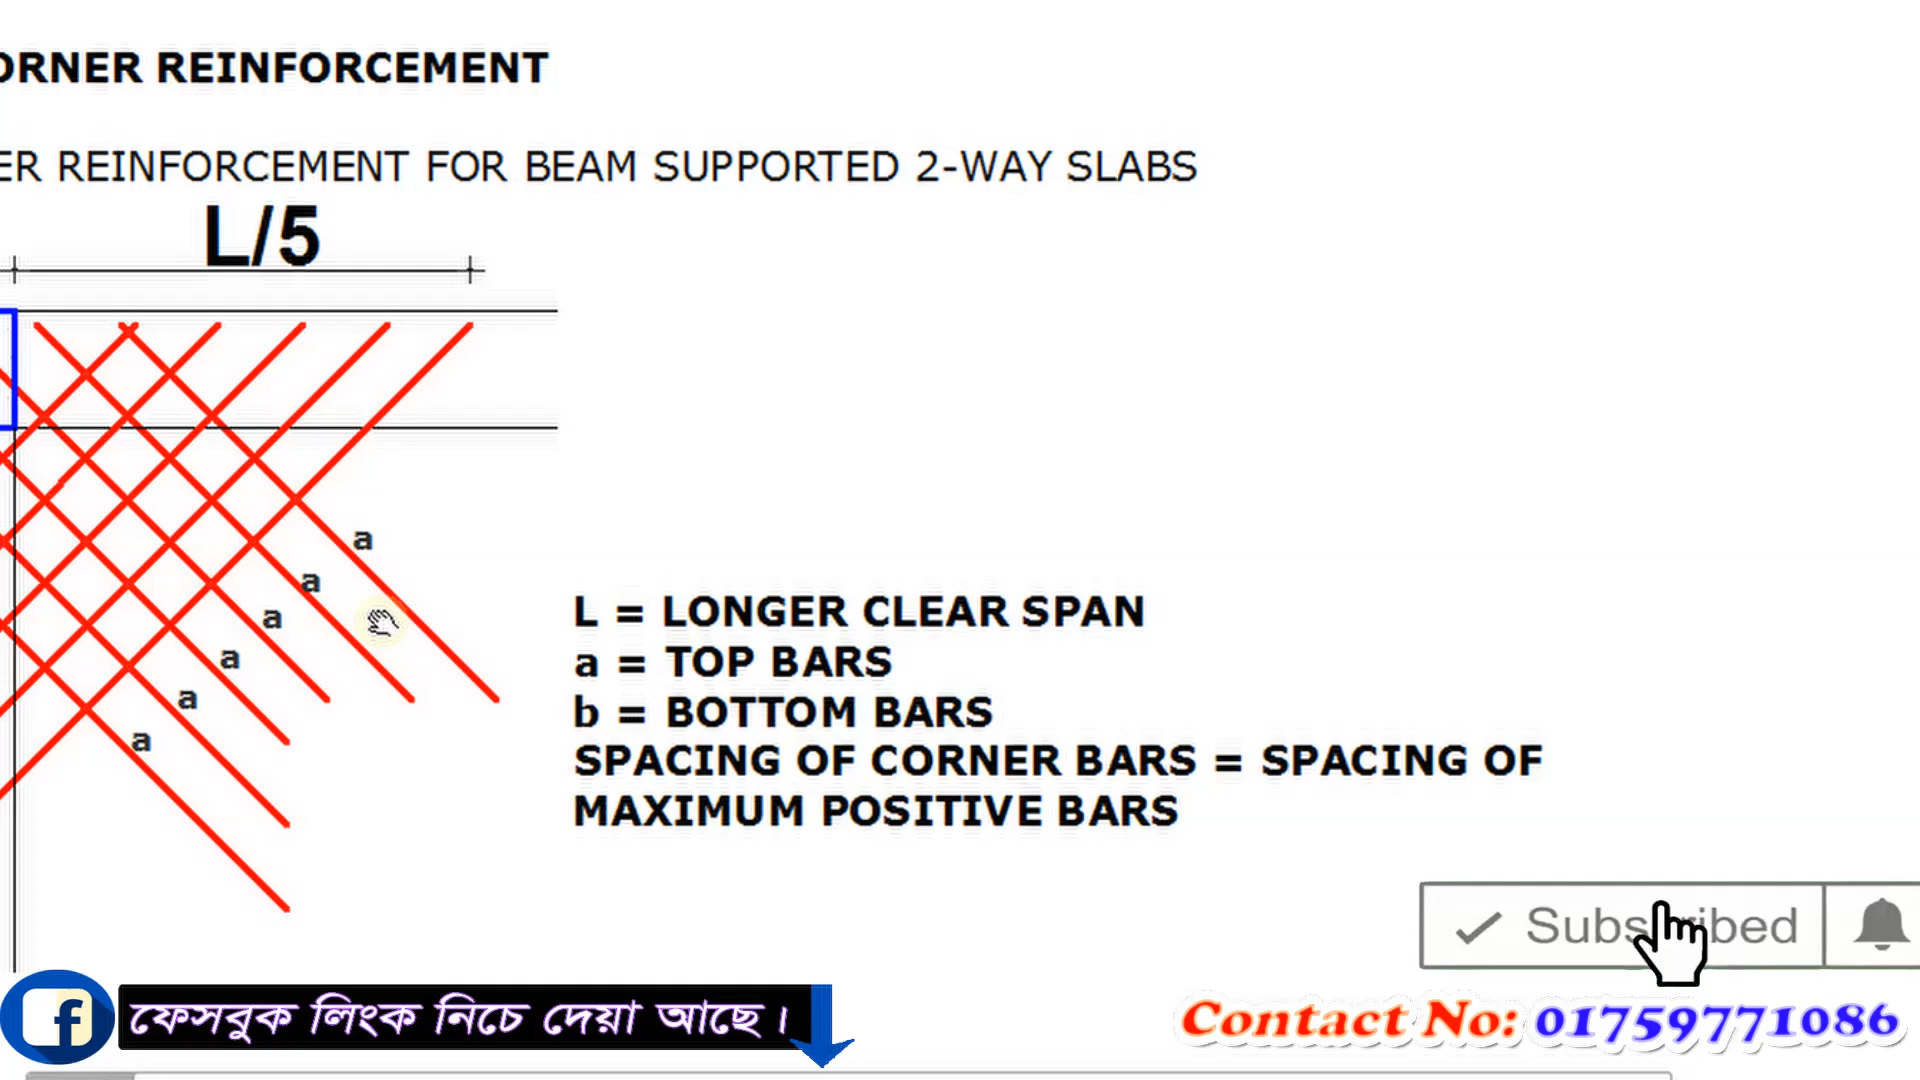 ORNER REINFORCEMENT
ER REINFORCEMENT FOR BEAM SUPPORTED 2-WAY SLABS
L/5
a
a
a
a
a
a
L = LONGER CLEAR SPAN
a = TOP BARS
b = BOTTOM BARS
SPACING OF CORNER BARS = SPACING OF
MAXIMUM POSITIVE BARS
Subscribed
f ফেসবুক লিংক নিচে দেয়া আছে।
Contact No: 01759771086